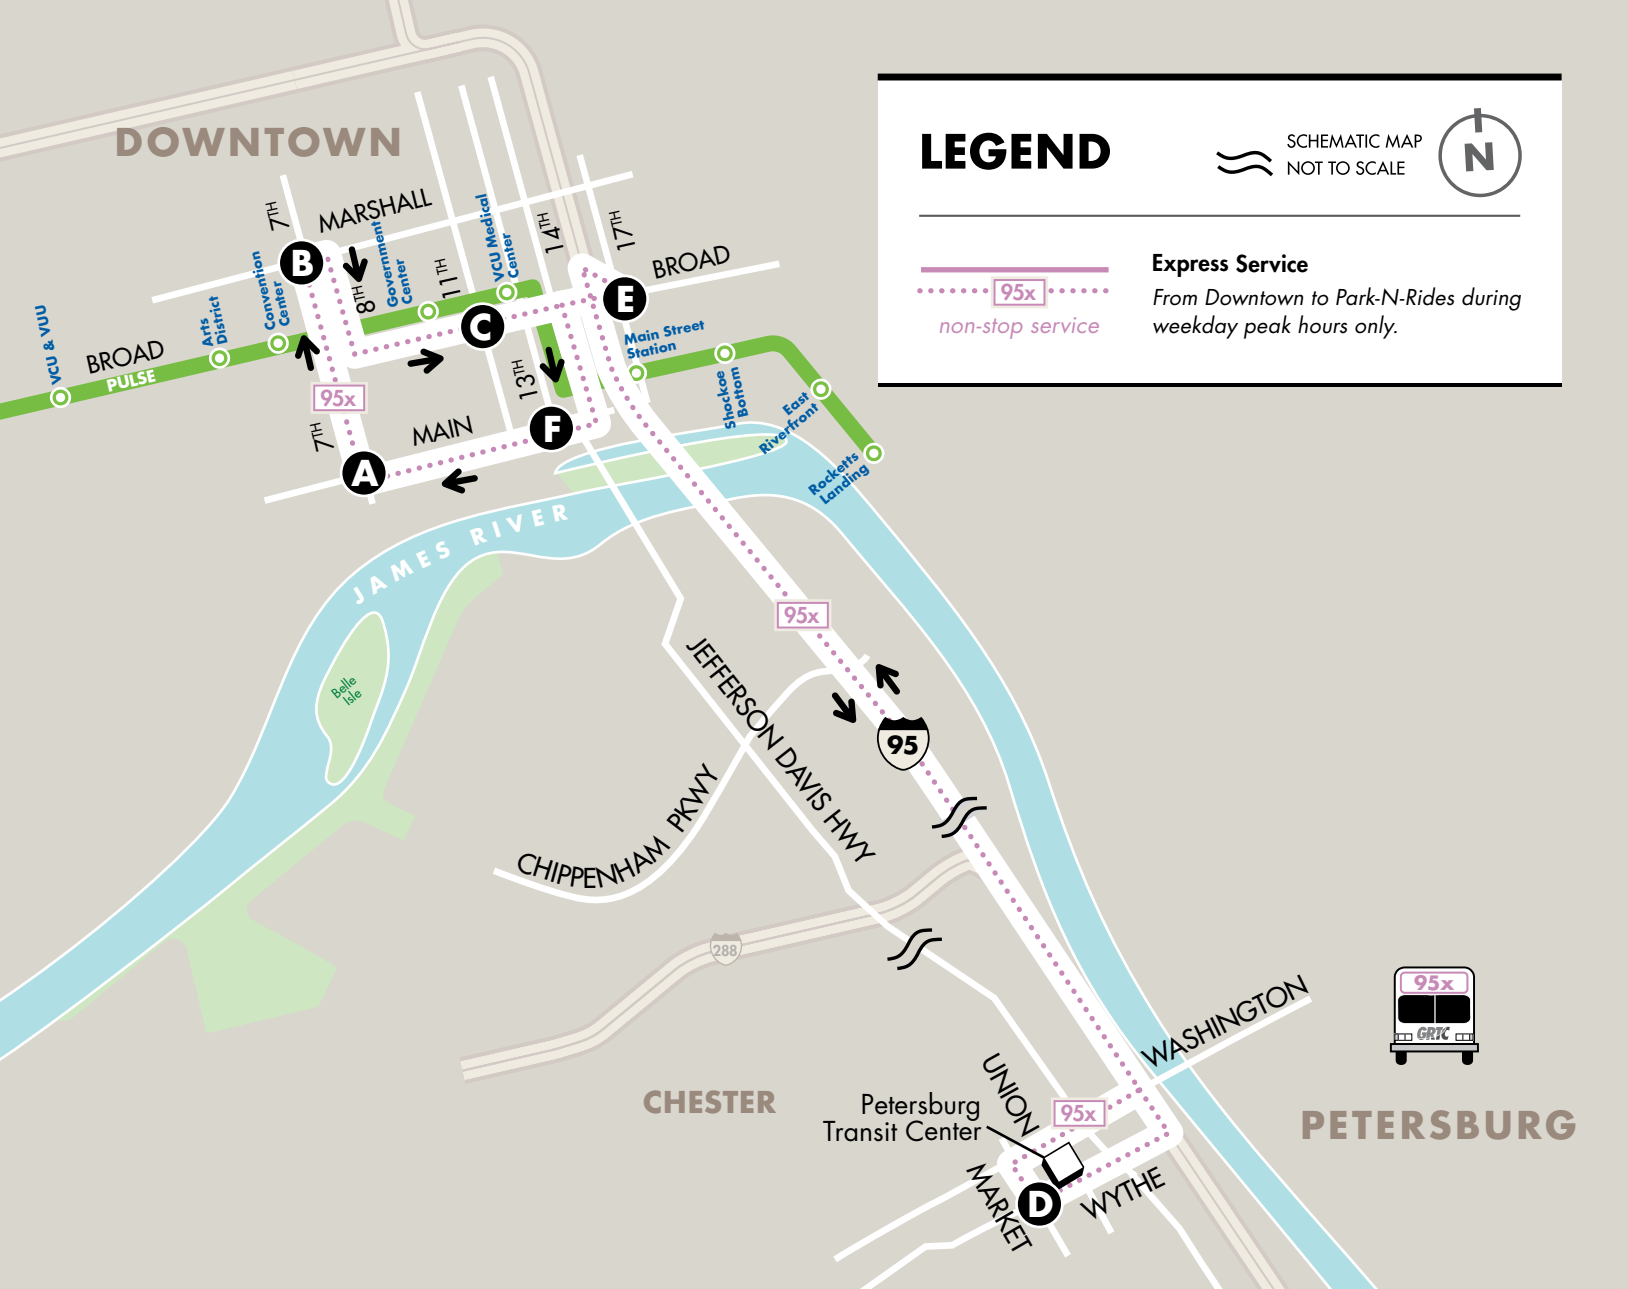 DOWNTOWN
LEGEND
SCHEMATIC MAP
NOT TO SCALE
N
95x
non-stop service
Express Service
From Downtown to Park-N-Rides during
weekday peak hours only.
7TH
MARSHALL
B
8TH
Government
Center
11TH
VCU Medical
Center
14TH
17TH
BROAD
E
C
Convention
Center
Arts
District
VCU & VUU
BROAD
PULSE
Main Street
Station
Shockoe
Bottom
East
Riverfront
Rocketts
Landing
95x
13TH
7TH
MAIN
F
A
JAMES RIVER
Belle
Isle
95x
JEFFERSON DAVIS HWY
95
CHIPPENHAM PKWY
288
CHESTER
WASHINGTON
UNION
95x
Petersburg
Transit Center
MARKET
D
WYTHE
95x
GRTC
PETERSBURG